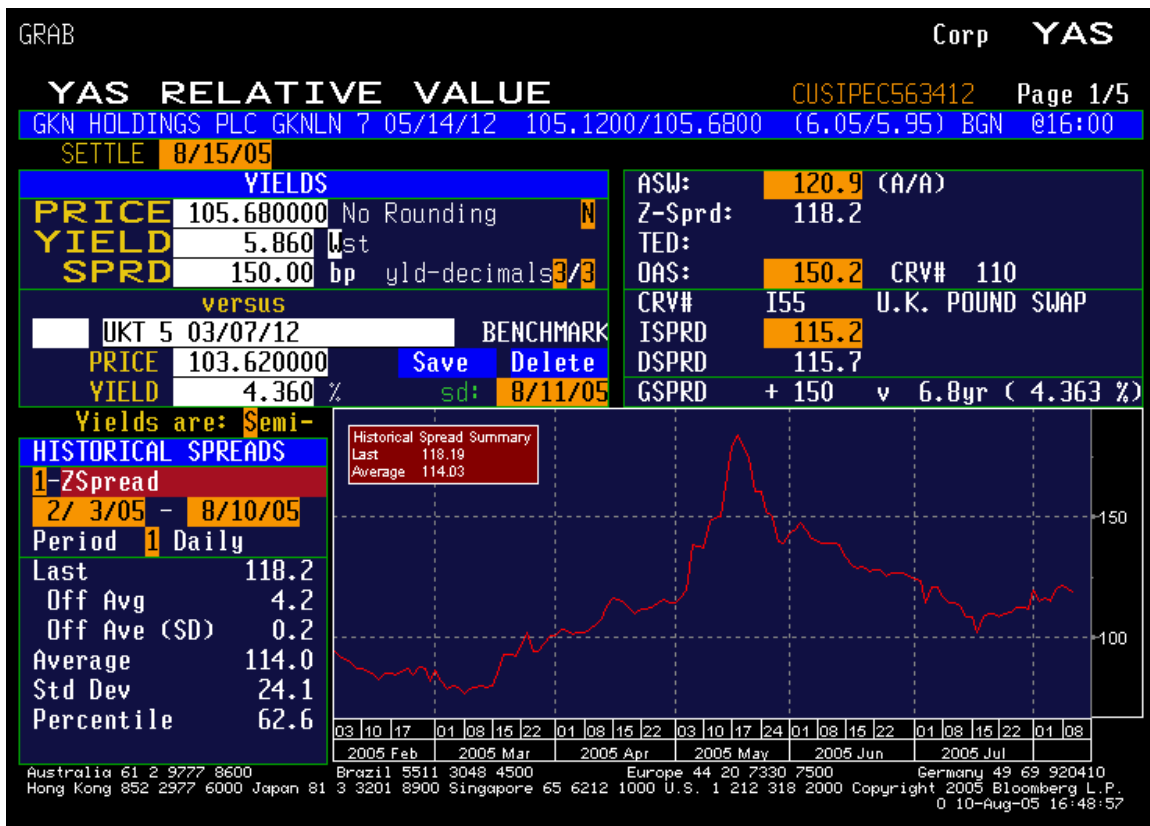 GRAB Corp YAS
YAS RELATIVE VALUE CUSIPEC563412 Page 1/5
GKN HOLDINGS PLC GKNLN 7 05/14/12 105.1200/105.6800 (6.05/5.95) BGN @16:00
SETTLE 8/15/05
YIELDS
PRICE 105.680000 No Rounding N
YIELD 5.860 Wst
SPRD 150.00 bp yld-decimals3/3
versus
UKT 5 03/07/12 BENCHMARK
PRICE 103.620000 Save Delete
YIELD 4.360 % sd: 8/11/05
Yields are: Semi-
ASW: 120.9 (A/A)
Z-Sprd: 118.2
TED:
OAS: 150.2 CRV# 110
CRV# I55 U.K. POUND SWAP
ISPRD 115.2
DSPRD 115.7
GSPRD + 150 v 6.8yr ( 4.363 %)
HISTORICAL SPREADS
1-ZSpread
2/ 3/05 - 8/10/05
Period 1 Daily
Last 118.2
Off Avg 4.2
Off Ave (SD) 0.2
Average 114.0
Std Dev 24.1
Percentile 62.6
Historical Spread Summary
Last 118.19
Average 114.03
150
100
03 10 17 01 08 15 22 01 08 15 22 03 10 17 24 01 08 15 22 01 08 15 22 01 08
2005 Feb 2005 Mar 2005 Apr 2005 May 2005 Jun 2005 Jul
Australia 61 2 9777 8600 Brazil 5511 3048 4500 Europe 44 20 7330 7500 Germany 49 69 920410
Hong Kong 852 2977 6000 Japan 81 3 3201 8900 Singapore 65 6212 1000 U.S. 1 212 318 2000 Copyright 2005 Bloomberg L.P.
0 10-Aug-05 16:48:57